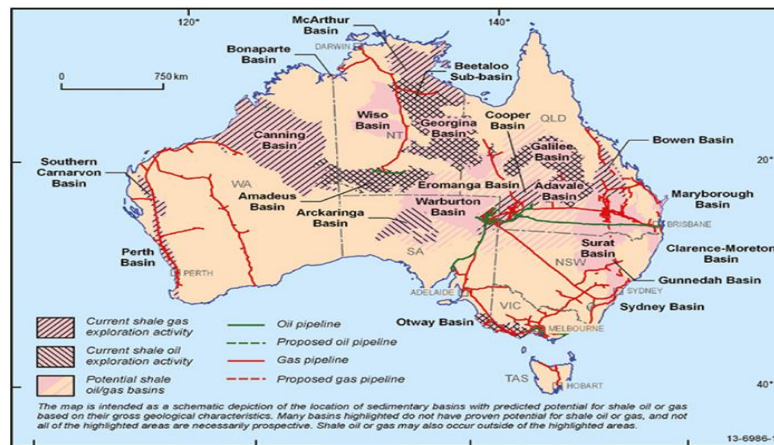 120°
140°
McArthur
Basin
Bonaparte
Basin
DARWIN
Beetaloo
Sub-basin
0
750 km
Wiso
Basin
NT
Georgina
Basin
Cooper
Basin
QLD
Canning
Basin
Galilee
Basin
Bowen Basin
Southern
Carnarvon
Basin
20°
WA
Amadeus
Basin
Eromanga Basin
Adavale
Basin
Maryborough
Basin
Arckaringa
Basin
Warburton
Basin
BRISBANE
Perth
Basin
PERTH
SA
Surat
Basin
NSW
Clarence-Moreton
Basin
Gunnedah Basin
ADELAIDE
SYDNEY
Sydney Basin
VIC
Otway Basin
MELBOURNE
TAS
HOBART
40°
Current shale gas
exploration activity
Current shale oil
exploration activity
Potential shale
oil/gas basins
Oil pipeline
Proposed oil pipeline
Gas pipeline
Proposed gas pipeline
The map is intended as a schematic depiction of the location of sedimentary basins with predicted potential for shale oil or gas
based on their gross geological characteristics. Many basins highlighted do not have proven potential for shale oil or gas, and not
all of the highlighted areas are necessarily prospective. Shale oil or gas may also occur outside of the highlighted areas.
13-6986-1